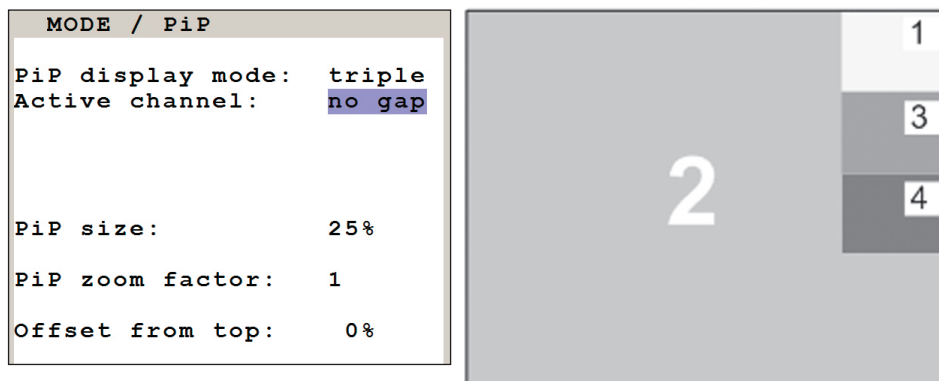 MODE / PiP
PiP display mode: triple
Active channel: no gap
PiP size: 25%
PiP zoom factor: 1
Offset from top: 0%
1
3
2
4